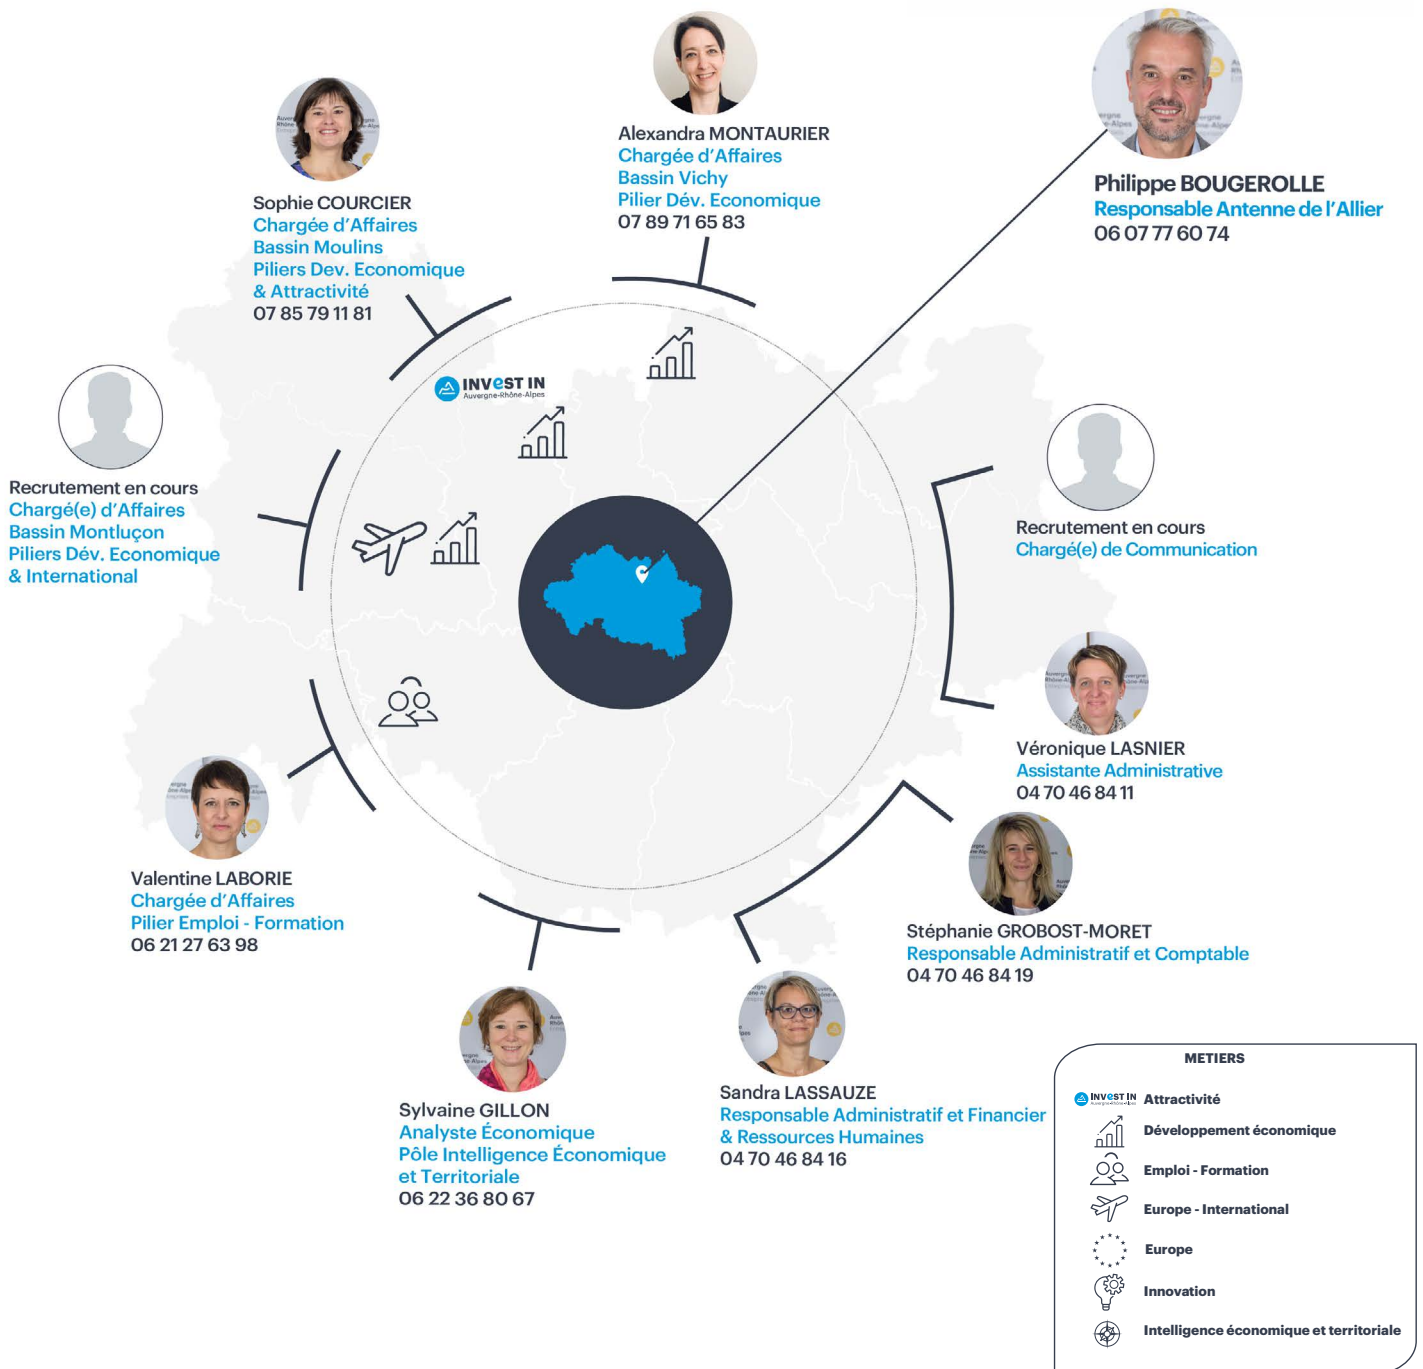 Alexandra MONTAURIER
Chargée d'Affaires
Bassin Vichy
Pilier Dév. Economique
07 89 71 65 83
Philippe BOUGEROLLE
Responsable Antenne de l'Allier
06 07 77 60 74
Sophie COURCIER
Chargée d'Affaires
Bassin Moulins
Piliers Dev. Economique
& Attractivité
07 85 79 11 81
INVEST IN
Auvergne-Rhône-Alpes
Recrutement en cours
Chargé(e) d'Affaires
Bassin Montluçon
Piliers Dév. Economique
& International
Recrutement en cours
Chargé(e) de Communication
Véronique LASNIER
Assistante Administrative
04 70 46 84 11
Valentine LABORIE
Chargée d'Affaires
Pilier Emploi - Formation
06 21 27 63 98
Stéphanie GROBOST-MORET
Responsable Administratif et Comptable
04 70 46 84 19
Sylvaine GILLON
Analyste Économique
Pôle Intelligence Économique
et Territoriale
06 22 36 80 67
Sandra LASSAUZE
Responsable Administratif et Financier
& Ressources Humaines
04 70 46 84 16
METIERS
INVEST IN
Auvergne-Rhône-Alpes
Attractivité
Développement économique
Emploi - Formation
Europe - International
Europe
Innovation
Intelligence économique et territoriale